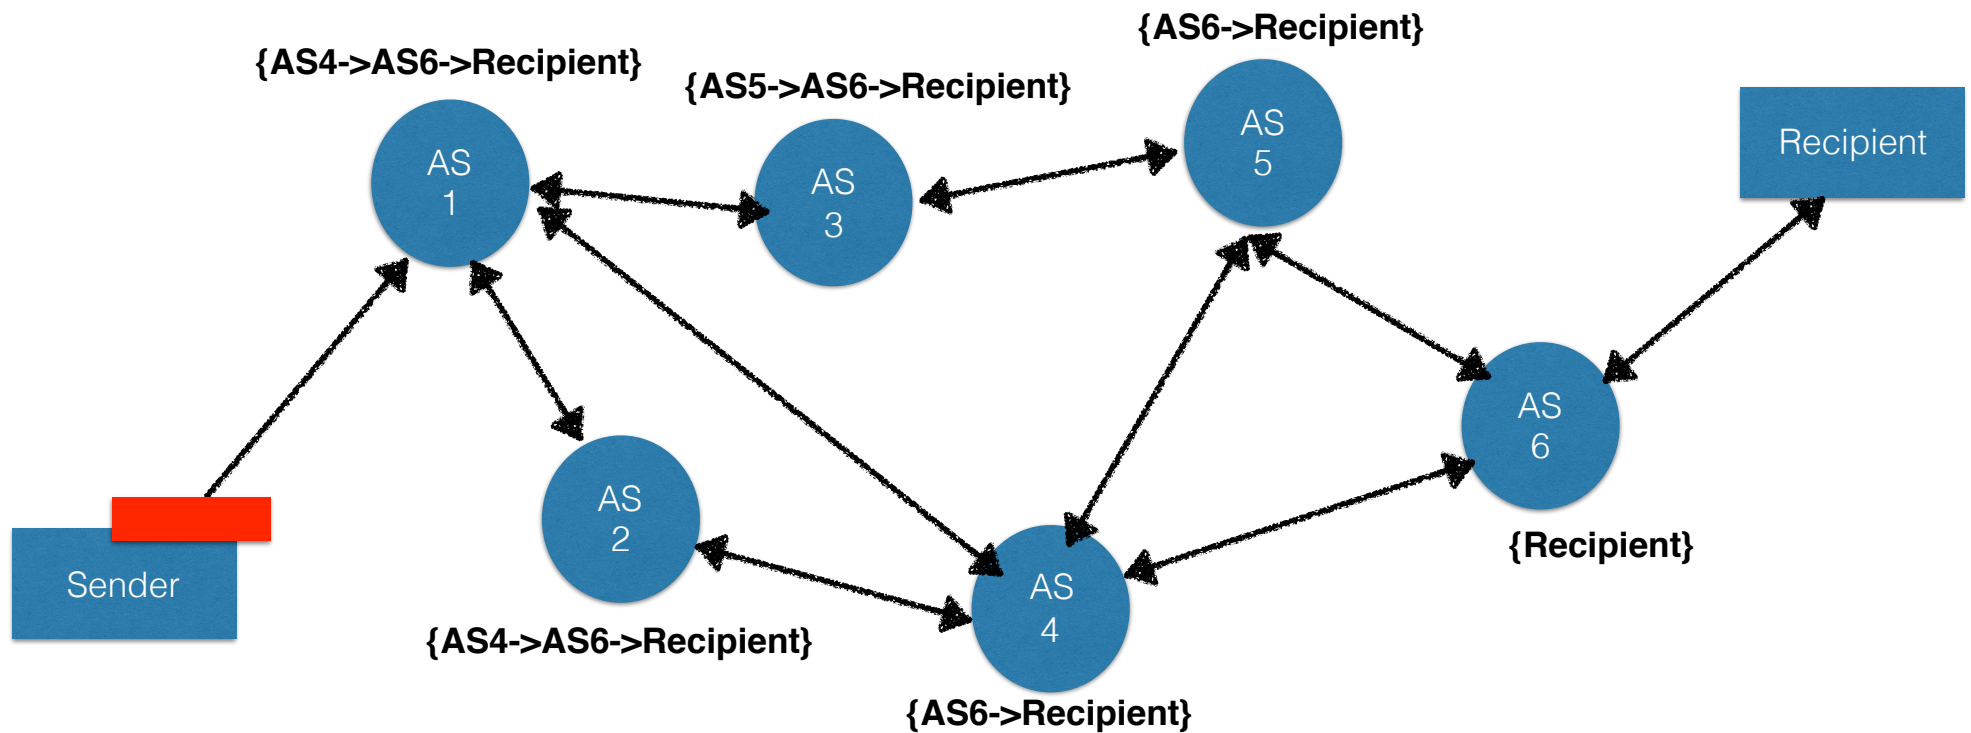 {AS6->Recipient}
{AS4->AS6->Recipient}
{AS5->AS6->Recipient}
AS
5
Recipient
AS
1
AS
3
AS
6
AS
2
{Recipient}
Sender
AS
4
{AS4->AS6->Recipient}
{AS6->Recipient}